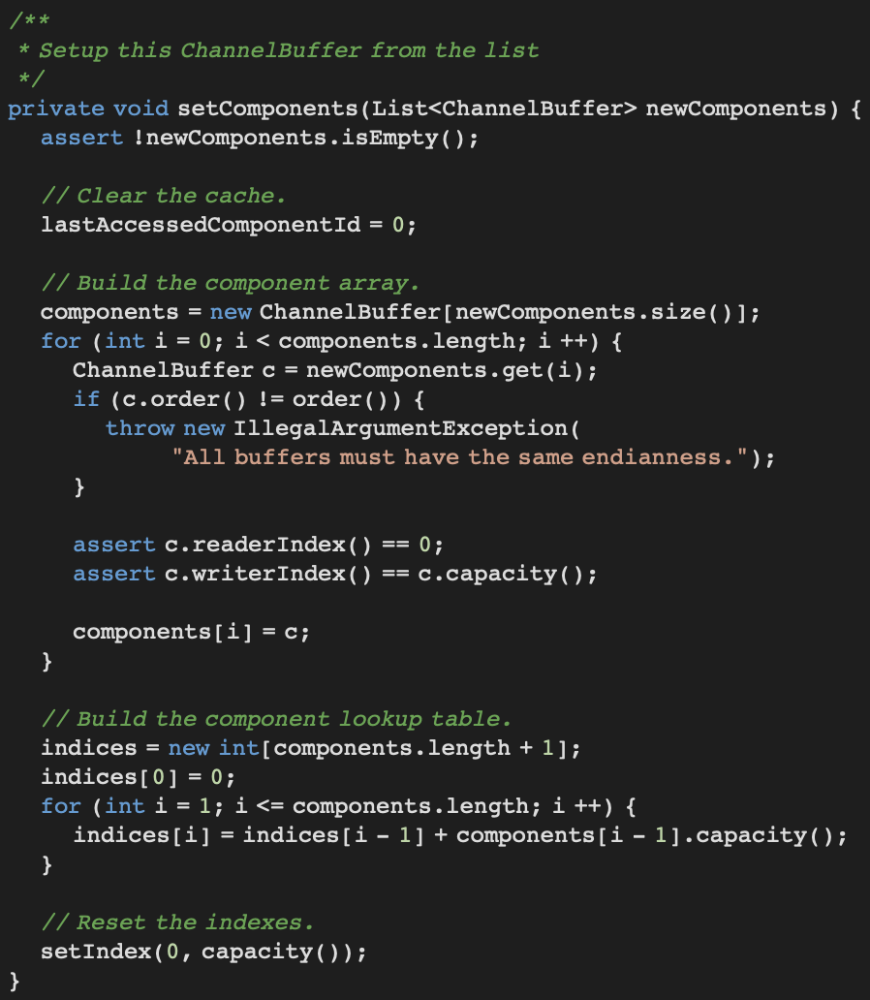 /**
 * Setup this ChannelBuffer from the list
 */
private void setComponents(List<ChannelBuffer> newComponents) {
    assert !newComponents.isEmpty();

    // Clear the cache.
    lastAccessedComponentId = 0;

    // Build the component array.
    components = new ChannelBuffer[newComponents.size()];
    for (int i = 0; i < components.length; i ++) {
        ChannelBuffer c = newComponents.get(i);
        if (c.order() != order()) {
            throw new IllegalArgumentException(
                    "All buffers must have the same endianness.");
        }

        assert c.readerIndex() == 0;
        assert c.writerIndex() == c.capacity();

        components[i] = c;
    }

    // Build the component lookup table.
    indices = new int[components.length + 1];
    indices[0] = 0;
    for (int i = 1; i <= components.length; i ++) {
        indices[i] = indices[i - 1] + components[i - 1].capacity();
    }

    // Reset the indexes.
    setIndex(0, capacity());
}